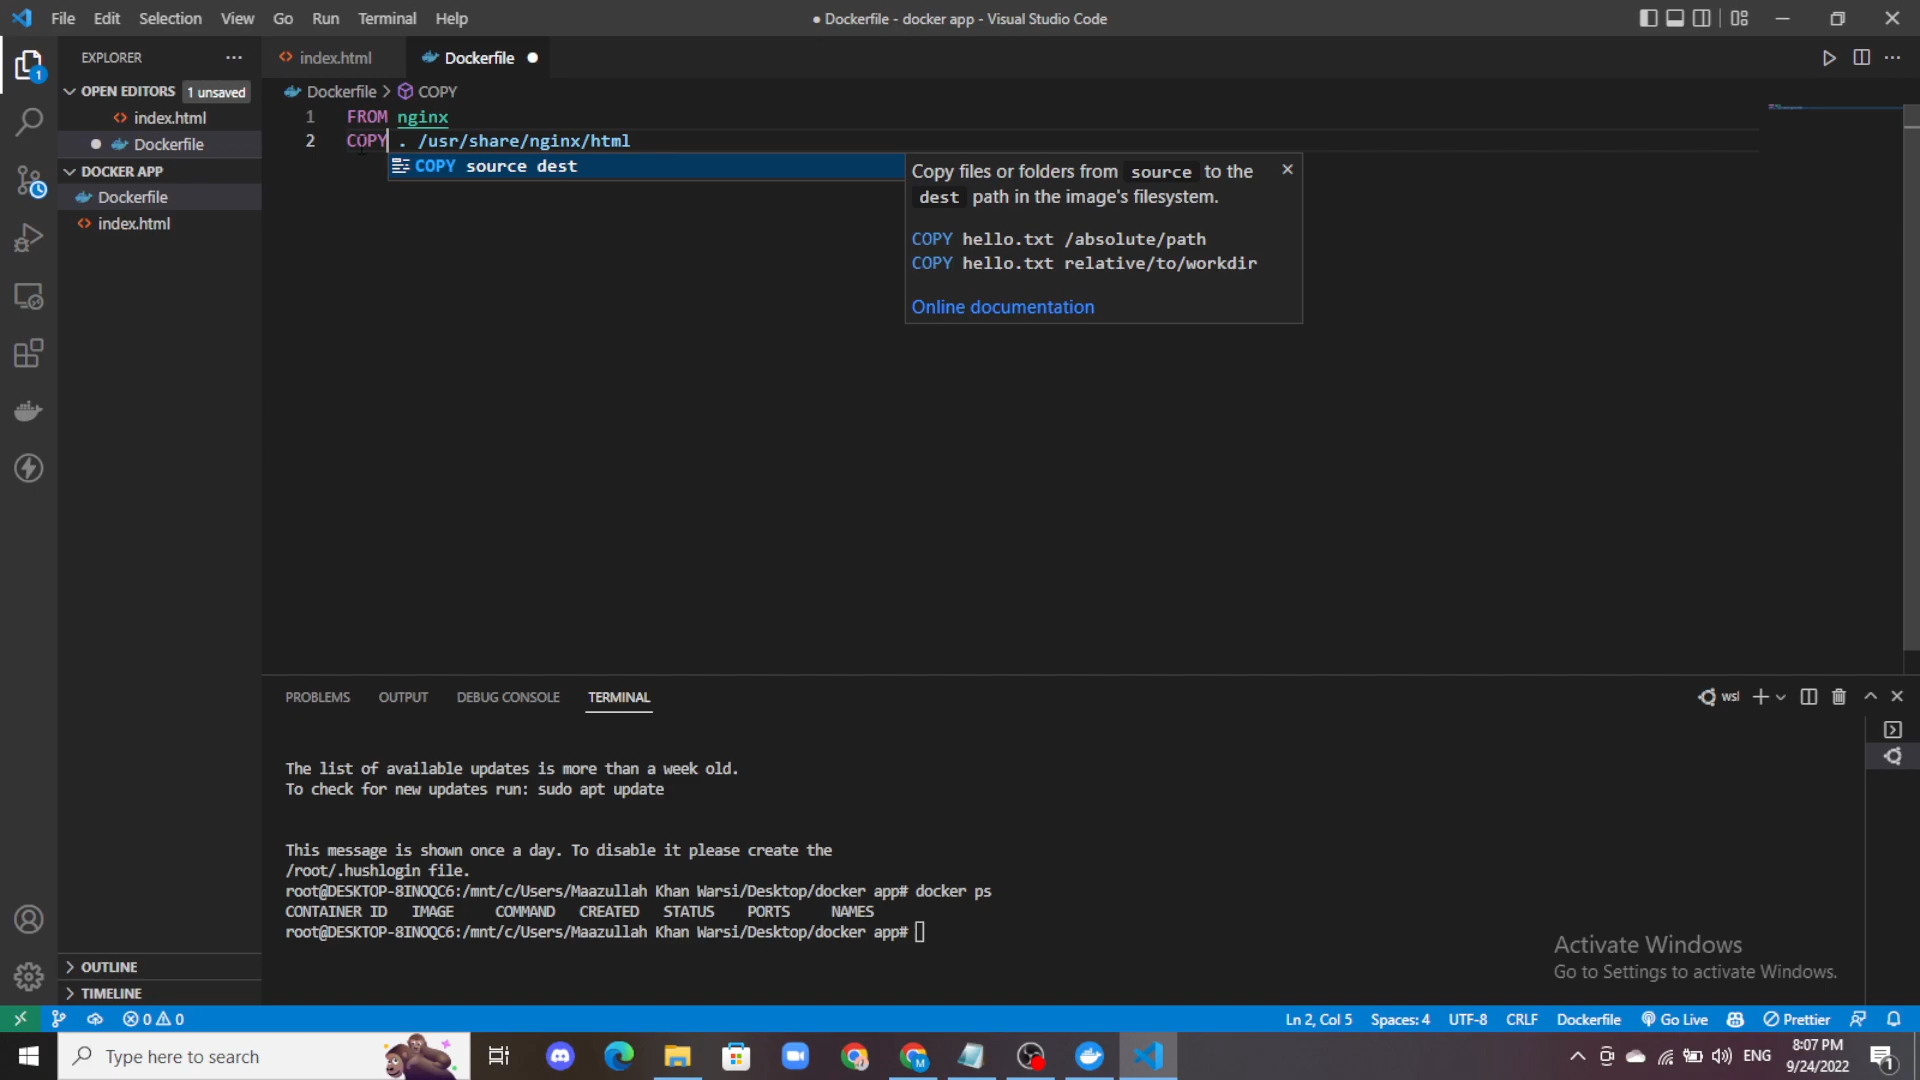 File Edit Selection View Go Run Terminal Help
● Dockerfile - docker app - Visual Studio Code
EXPLORER
OPEN EDITORS 1 unsaved
index.html
Dockerfile
DOCKER APP
Dockerfile
index.html
OUTLINE
TIMELINE
1
index.html Dockerfile
Dockerfile > COPY
1 FROM nginx
2 COPY . /usr/share/nginx/html
COPY source dest
Copy files or folders from source to the
dest path in the image's filesystem.
COPY hello.txt /absolute/path
COPY hello.txt relative/to/workdir
Online documentation
PROBLEMS OUTPUT DEBUG CONSOLE TERMINAL
wsl
The list of available updates is more than a week old.
To check for new updates run: sudo apt update
This message is shown once a day. To disable it please create the
/root/.hushlogin file.
root@DESKTOP-8INOQC6:/mnt/c/Users/Maazullah Khan Warsi/Desktop/docker app# docker ps
CONTAINER ID IMAGE COMMAND CREATED STATUS PORTS NAMES
root@DESKTOP-8INOQC6:/mnt/c/Users/Maazullah Khan Warsi/Desktop/docker app#
Activate Windows
Go to Settings to activate Windows.
0 0
Ln 2, Col 5 Spaces: 4 UTF-8 CRLF Dockerfile Go Live Prettier
Type here to search
M
ENG
8:07 PM
9/24/2022
1